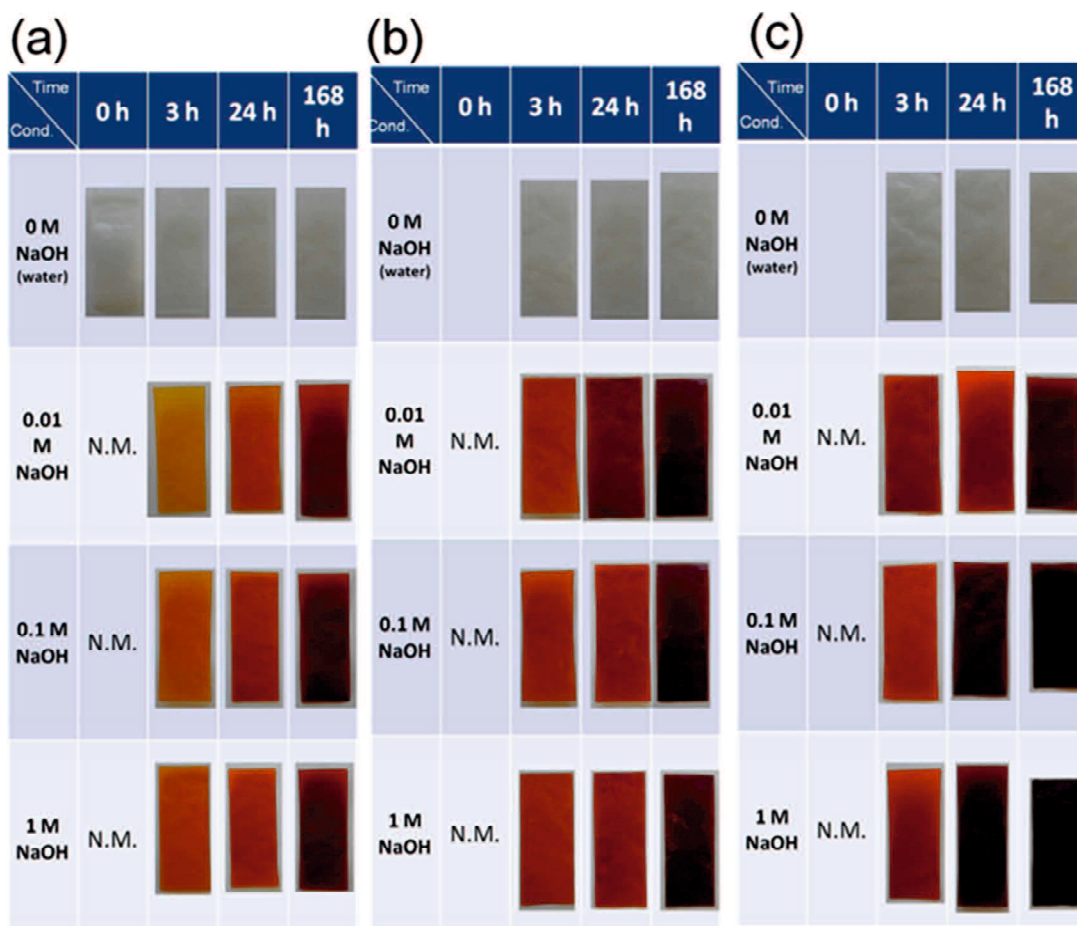 (a)
Time
Cond.
0 h
3 h
24 h
168
h
0 M
NaOH
(water)
0.01
M
NaOH
N.M.
0.1 M
NaOH
N.M.
1 M
NaOH
N.M.
(b)
Time
Cond.
0 h
3 h
24 h
168
h
0 M
NaOH
(water)
0.01
M
NaOH
N.M.
0.1 M
NaOH
N.M.
1 M
NaOH
N.M.
(c)
Time
Cond.
0 h
3 h
24 h
168
h
0 M
NaOH
(water)
0.01
M
NaOH
N.M.
0.1 M
NaOH
N.M.
1 M
NaOH
N.M.